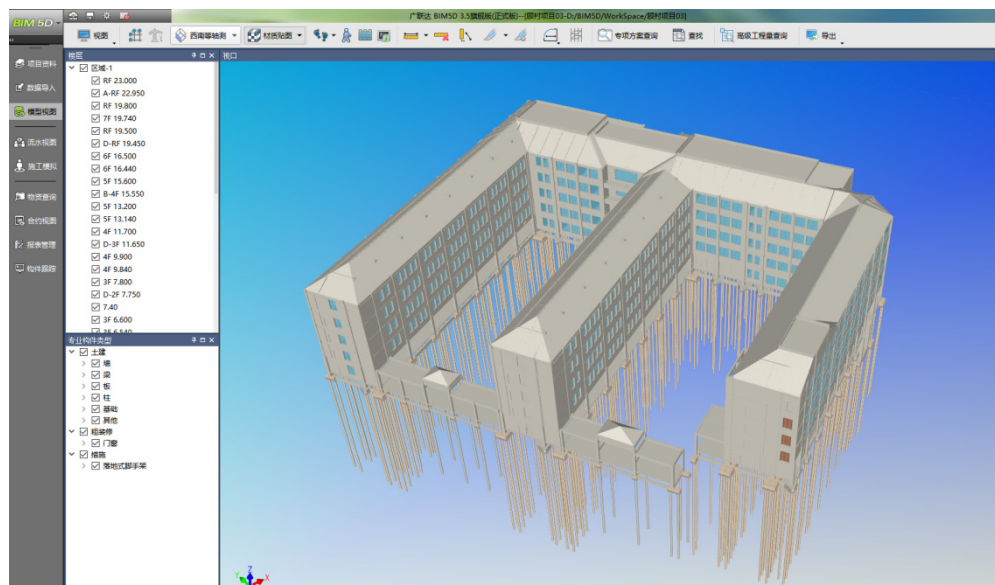 广联达 BIM5D 3.5旗舰版(正式版)--[顾村项目03-D:/BIM5D/WorkSpace/顾村项目03]
BIM 5D
视图
西南等轴测
材质贴图
专项方案查询
查找
高级工程量查询
导出
项目资料
数据导入
模型视图
流水视图
施工模拟
物资查询
合约视图
报表管理
构件跟踪
楼层
区域-1
RF 23.000
A-RF 22.950
RF 19.800
7F 19.740
RF 19.500
D-RF 19.450
6F 16.500
6F 16.440
5F 15.600
B-4F 15.550
5F 13.200
5F 13.140
4F 11.700
D-3F 11.650
4F 9.900
4F 9.840
3F 7.800
D-2F 7.750
7.40
3F 6.600
3F 6.540
专业构件类型
土建
墙
梁
板
柱
基础
其他
粗装修
门窗
措施
落地式脚手架
视口
Z
Y
X